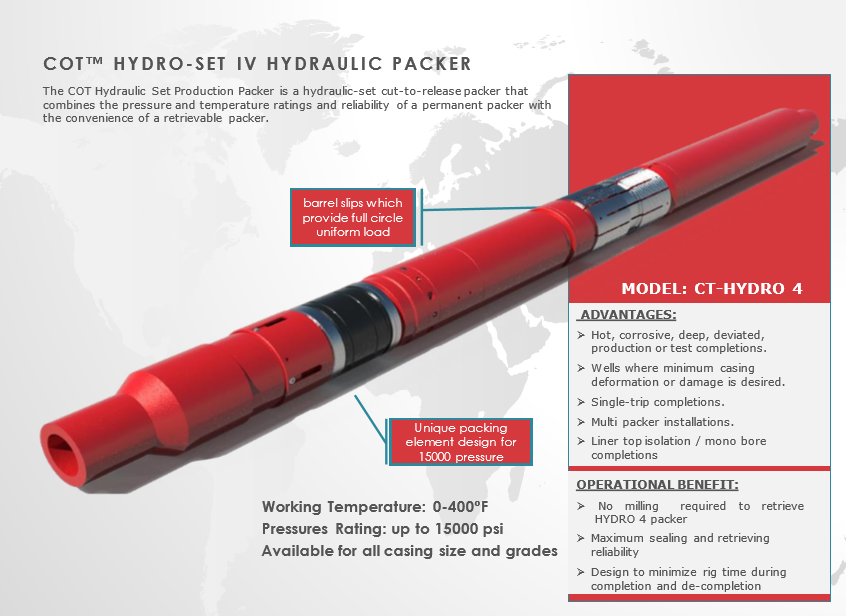 COT™ HYDRO-SET IV HYDRAULIC PACKER
The COT Hydraulic Set Production Packer is a hydraulic-set cut-to-release packer that
combines the pressure and temperature ratings and reliability of a permanent packer with
the convenience of a retrievable packer.
barrel slips which
provide full circle
uniform load
MODEL: CT-HYDRO 4
ADVANTAGES:
➢ Hot, corrosive, deep, deviated,
production or test completions.
➢ Wells where minimum casing
deformation or damage is desired.
➢ Single-trip completions.
➢ Multi packer installations.
➢ Liner top isolation / mono bore
completions
Unique packing
element design for
15000 pressure
OPERATIONAL BENEFIT:
➢ No milling required to retrieve
HYDRO 4 packer
➢ Maximum sealing and retrieving
reliability
➢ Design to minimize rig time during
completion and de-completion
Working Temperature: 0-400°F
Pressures Rating: up to 15000 psi
Available for all casing size and grades